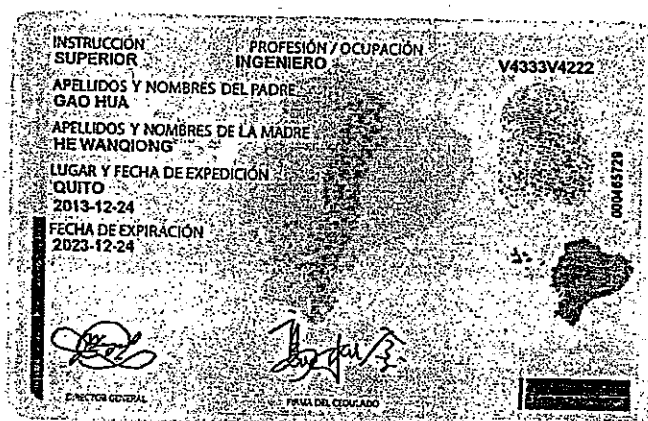 INSTRUCCIÓN
SUPERIOR
PROFESIÓN / OCUPACIÓN
INGENIERO
V4333V4222
APELLIDOS Y NOMBRES DEL PADRE
GAO HUA
APELLIDOS Y NOMBRES DE LA MADRE
HE WANQIONG
LUGAR Y FECHA DE EXPEDICIÓN
QUITO
2013-12-24
FECHA DE EXPIRACIÓN
2023-12-24
000465729
DIRECTOR GENERAL
FIRMA DEL CEDULADO